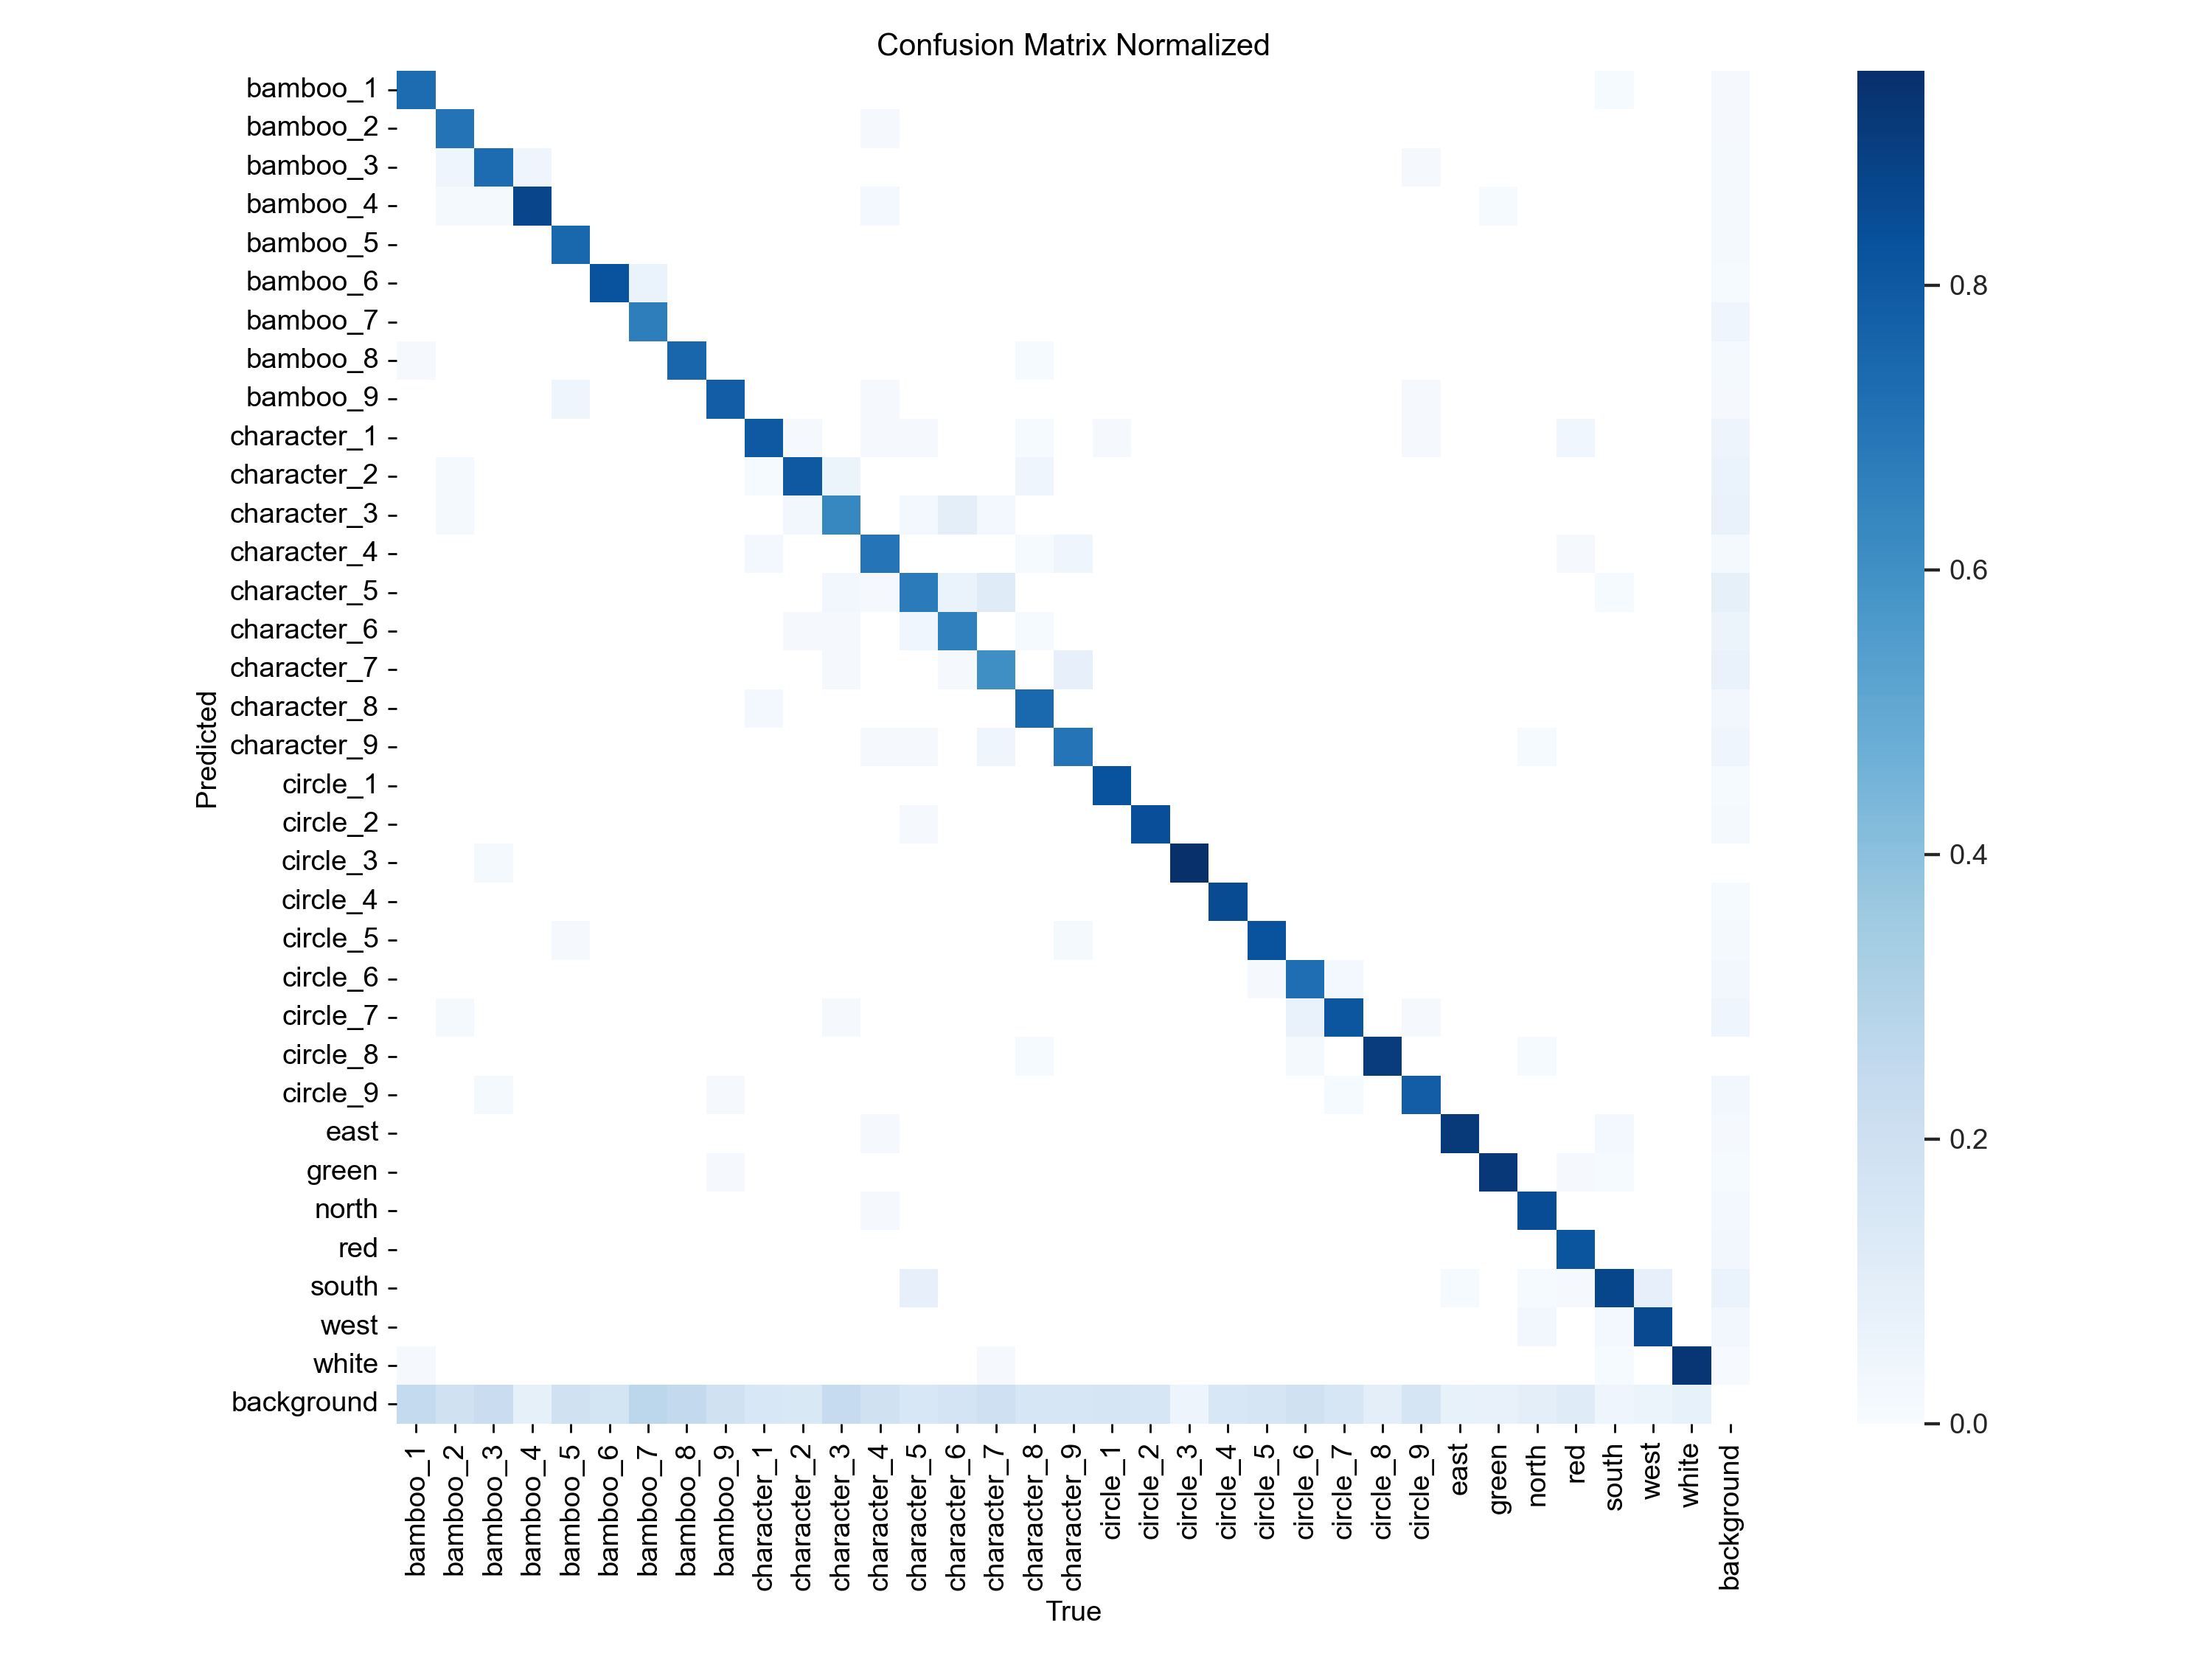 Confusion Matrix Normalized
bamboo_1
bamboo_2
bamboo_3
bamboo_4
bamboo_5
bamboo_6
bamboo_7
bamboo_8
bamboo_9
character_1
character_2
character_3
character_4
character_5
character_6
character_7
character_8
character_9
circle_1
circle_2
circle_3
circle_4
circle_5
circle_6
circle_7
circle_8
circle_9
east
green
north
red
south
west
white
background
Predicted
bamboo_1
bamboo_2
bamboo_3
bamboo_4
bamboo_5
bamboo_6
bamboo_7
bamboo_8
bamboo_9
character_1
character_2
character_3
character_4
character_5
character_6
character_7
character_8
character_9
circle_1
circle_2
circle_3
circle_4
circle_5
circle_6
circle_7
circle_8
circle_9
east
green
north
red
south
west
white
background
True
0.8
0.6
0.4
0.2
0.0